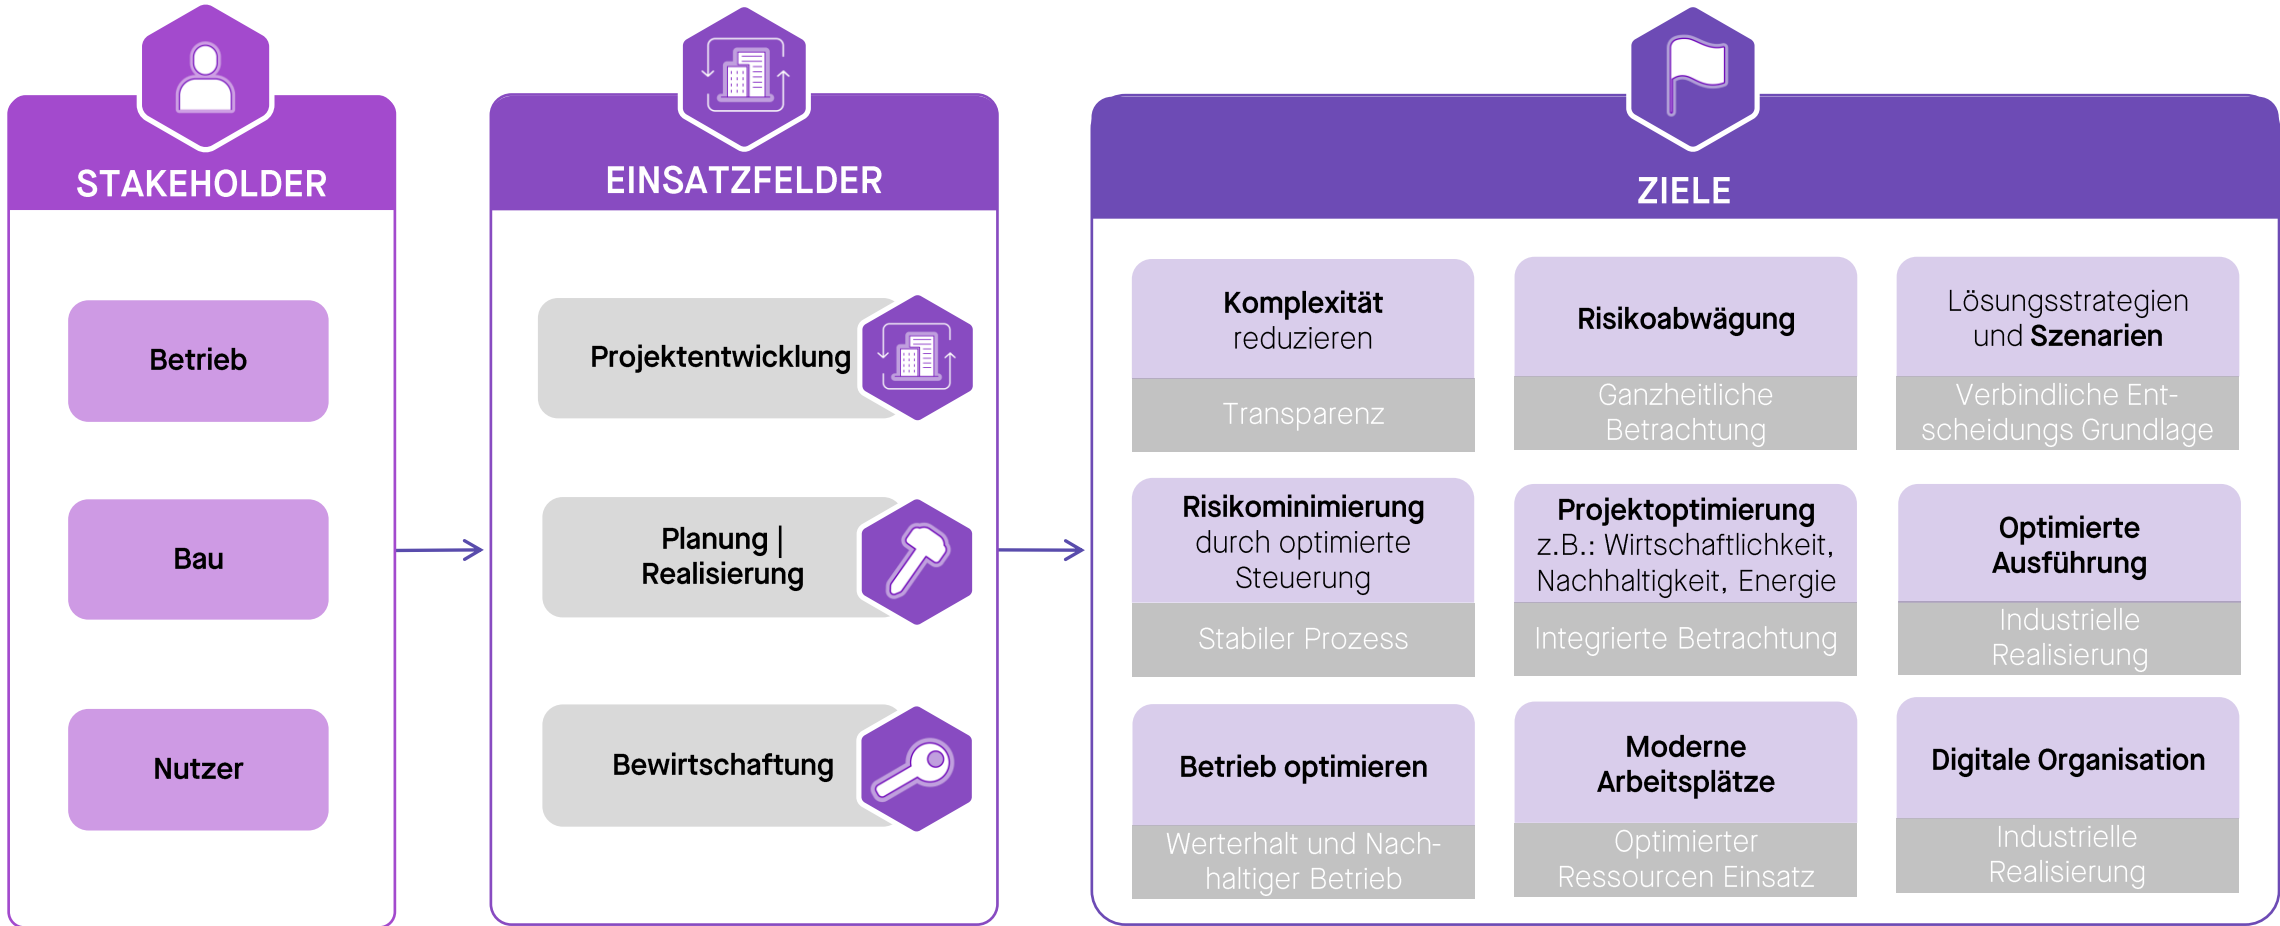 STAKEHOLDER
Betrieb
Bau
Nutzer
EINSATZFELDER
Projektentwicklung
Planung |
Realisierung
Bewirtschaftung
ZIELE
Komplexität
reduzieren
Transparenz
Risikoabwägung
Ganzheitliche
Betrachtung
Lösungsstrategien
und Szenarien
Verbindliche Ent-
scheidungs Grundlage
Risikominimierung
durch optimierte
Steuerung
Stabiler Prozess
Projektoptimierung
z.B.: Wirtschaftlichkeit,
Nachhaltigkeit, Energie
Integrierte Betrachtung
Optimierte
Ausführung
Industrielle
Realisierung
Betrieb optimieren
Werterhalt und Nach-
haltiger Betrieb
Moderne
Arbeitsplätze
Optimierter
Ressourcen Einsatz
Digitale Organisation
Industrielle
Realisierung